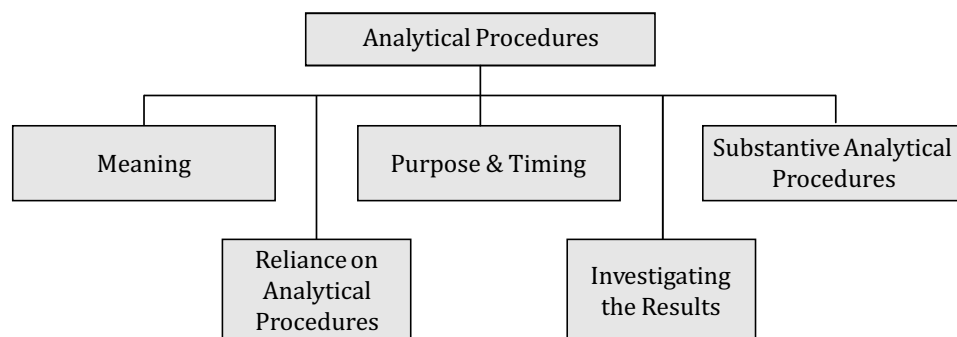 Analytical Procedures
Meaning
Purpose & Timing
Substantive Analytical
Procedures
Reliance on
Analytical
Procedures
Investigating
the Results